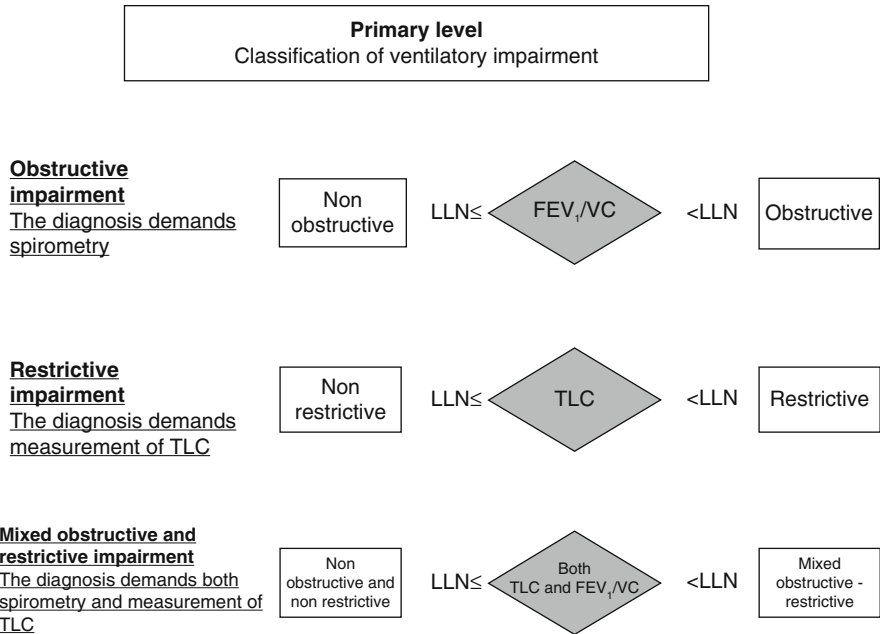 Primary level
Classification of ventilatory impairment
Obstructive
impairment
The diagnosis demands
spirometry
Non
obstructive
LLN≤
FEV₁/VC
<LLN
Obstructive
Restrictive
impairment
The diagnosis demands
measurement of TLC
Non
restrictive
LLN≤
TLC
<LLN
Restrictive
Mixed obstructive and
restrictive impairment
The diagnosis demands both
spirometry and measurement of
TLC
Non
obstructive and
non restrictive
LLN≤
Both
TLC and FEV₁/VC
<LLN
Mixed
obstructive -
restrictive